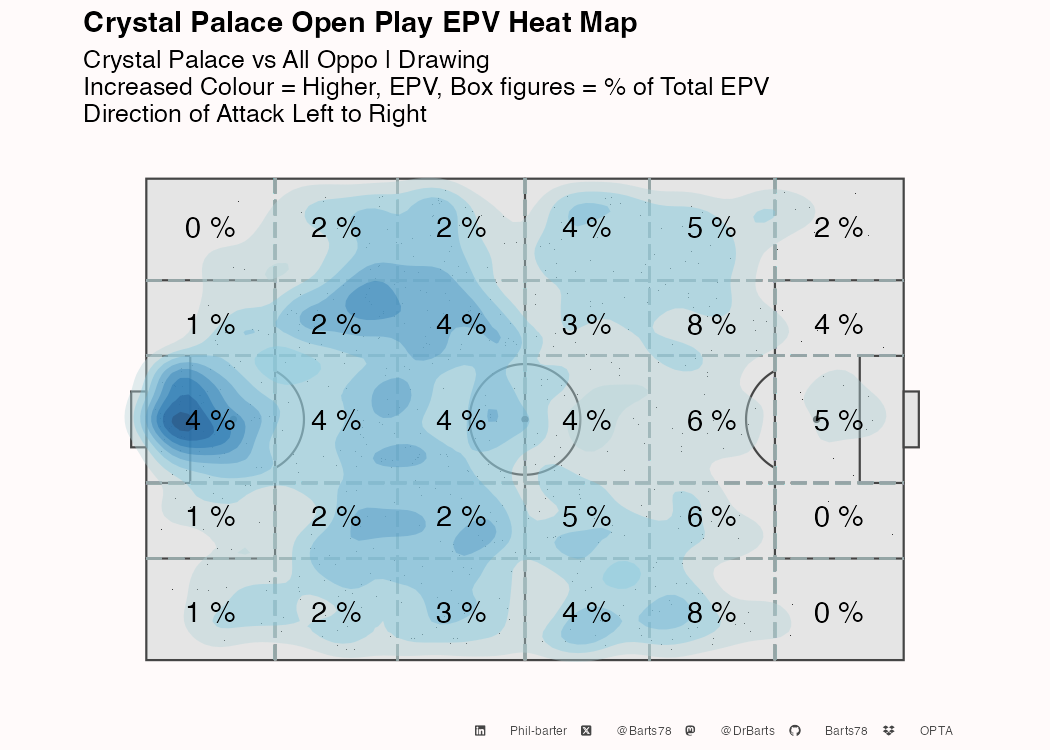 Crystal Palace Open Play EPV Heat Map
Crystal Palace vs All Oppo | Drawing
Increased Colour = Higher, EPV, Box figures = % of Total EPV
Direction of Attack Left to Right
0 % 2 % 2 % 4 % 5 % 2 %
1 % 2 % 4 % 3 % 8 % 4 %
4 % 4 % 4 % 4 % 6 % 5 %
1 % 2 % 2 % 5 % 6 % 0 %
1 % 2 % 3 % 4 % 8 % 0 %
Phil-barter @Barts78 @DrBarts Barts78 OPTA